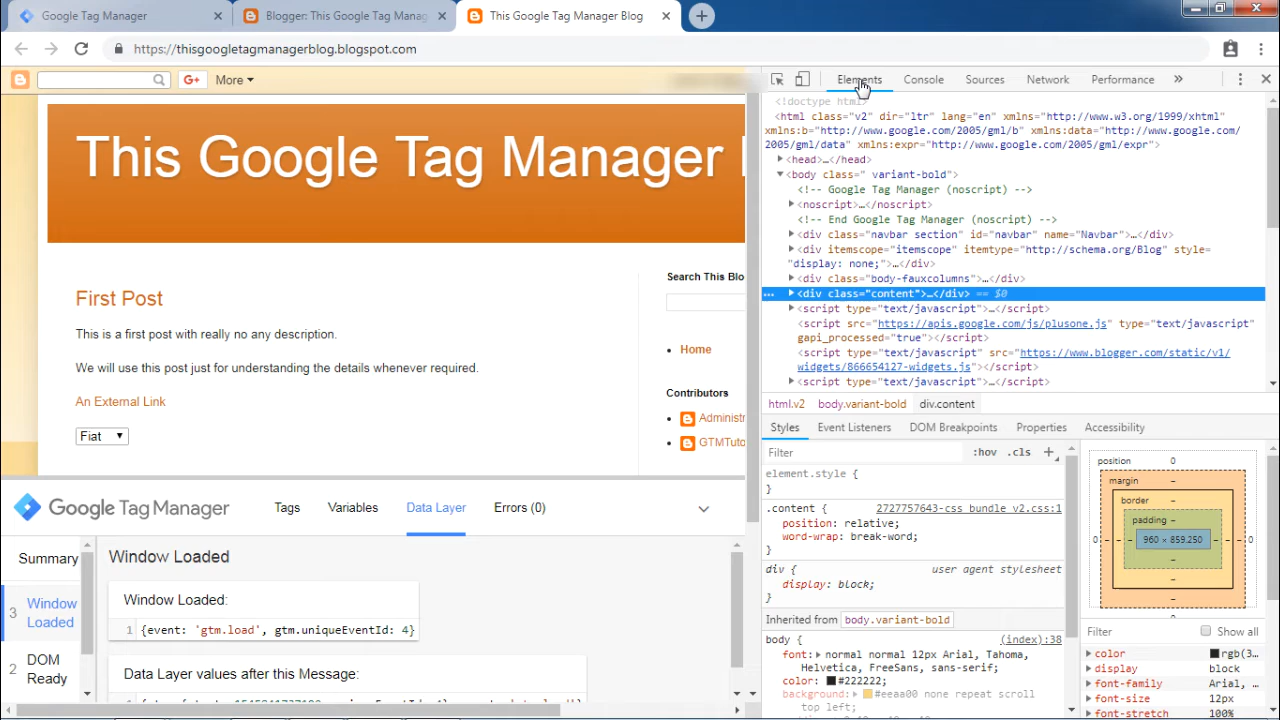 Google Tag Manager
Blogger: This Google Tag Manag
This Google Tag Manager Blog
https://thisgoogletagmanagerblog.blogspot.com
G+ More
Elements Console Sources Network Performance »
This Google Tag Manager
First Post
This is a first post with really no any description.
We will use this post just for understanding the details whenever required.
An External Link
Fiat
Search This Blo
Home
Contributors
Administr
GTMTuto
<!doctype html>
<html class="v2" dir="ltr" lang="en" xmlns="http://www.w3.org/1999/xhtml"
xmlns:b="http://www.google.com/2005/gml/b" xmlns:data="http://www.google.com/
2005/gml/data" xmlns:expr="http://www.google.com/2005/gml/expr">
<head>…</head>
<body class=" variant-bold">
<!-- Google Tag Manager (noscript) -->
<noscript>…</noscript>
<!-- End Google Tag Manager (noscript) -->
<div class="navbar section" id="navbar" name="Navbar">…</div>
<div itemscope="itemscope" itemtype="http://schema.org/Blog" style=
"display: none;">…</div>
<div class="body-fauxcolumns">…</div>
… <div class="content">…</div> == $0
<script type="text/javascript">…</script>
<script src="https://apis.google.com/js/plusone.js" type="text/javascript"
gapi_processed="true"></script>
<script type="text/javascript" src="https://www.blogger.com/static/v1/
widgets/866654127-widgets.js"></script>
<script type="text/javascript">…</script>
html.v2 body.variant-bold div.content
Styles Event Listeners DOM Breakpoints Properties Accessibility
Filter :hov .cls +
element.style {
}
.content { 2727757643-css_bundle_v2.css:1
position: relative;
word-wrap: break-word;
}
div { user agent stylesheet
display: block;
}
Inherited from body.variant-bold
body { (index):38
font: normal normal 12px Arial, Tahoma,
Helvetica, FreeSans, sans-serif;
color: #222222;
background: #eeaa00 none repeat scroll
top left;
position 0
margin –
border –
padding –
0 – – – 960 × 859.250 – – – 0
–
–
–
Filter Show all
color rgb(3…
display block
font-family Arial, …
font-size 12px
font-stretch 100%
Google Tag Manager Tags Variables Data Layer Errors (0)
Summary
3 Window
Loaded
2 DOM
Ready
Window Loaded
Window Loaded:
1 {event: 'gtm.load', gtm.uniqueEventId: 4}
Data Layer values after this Message: